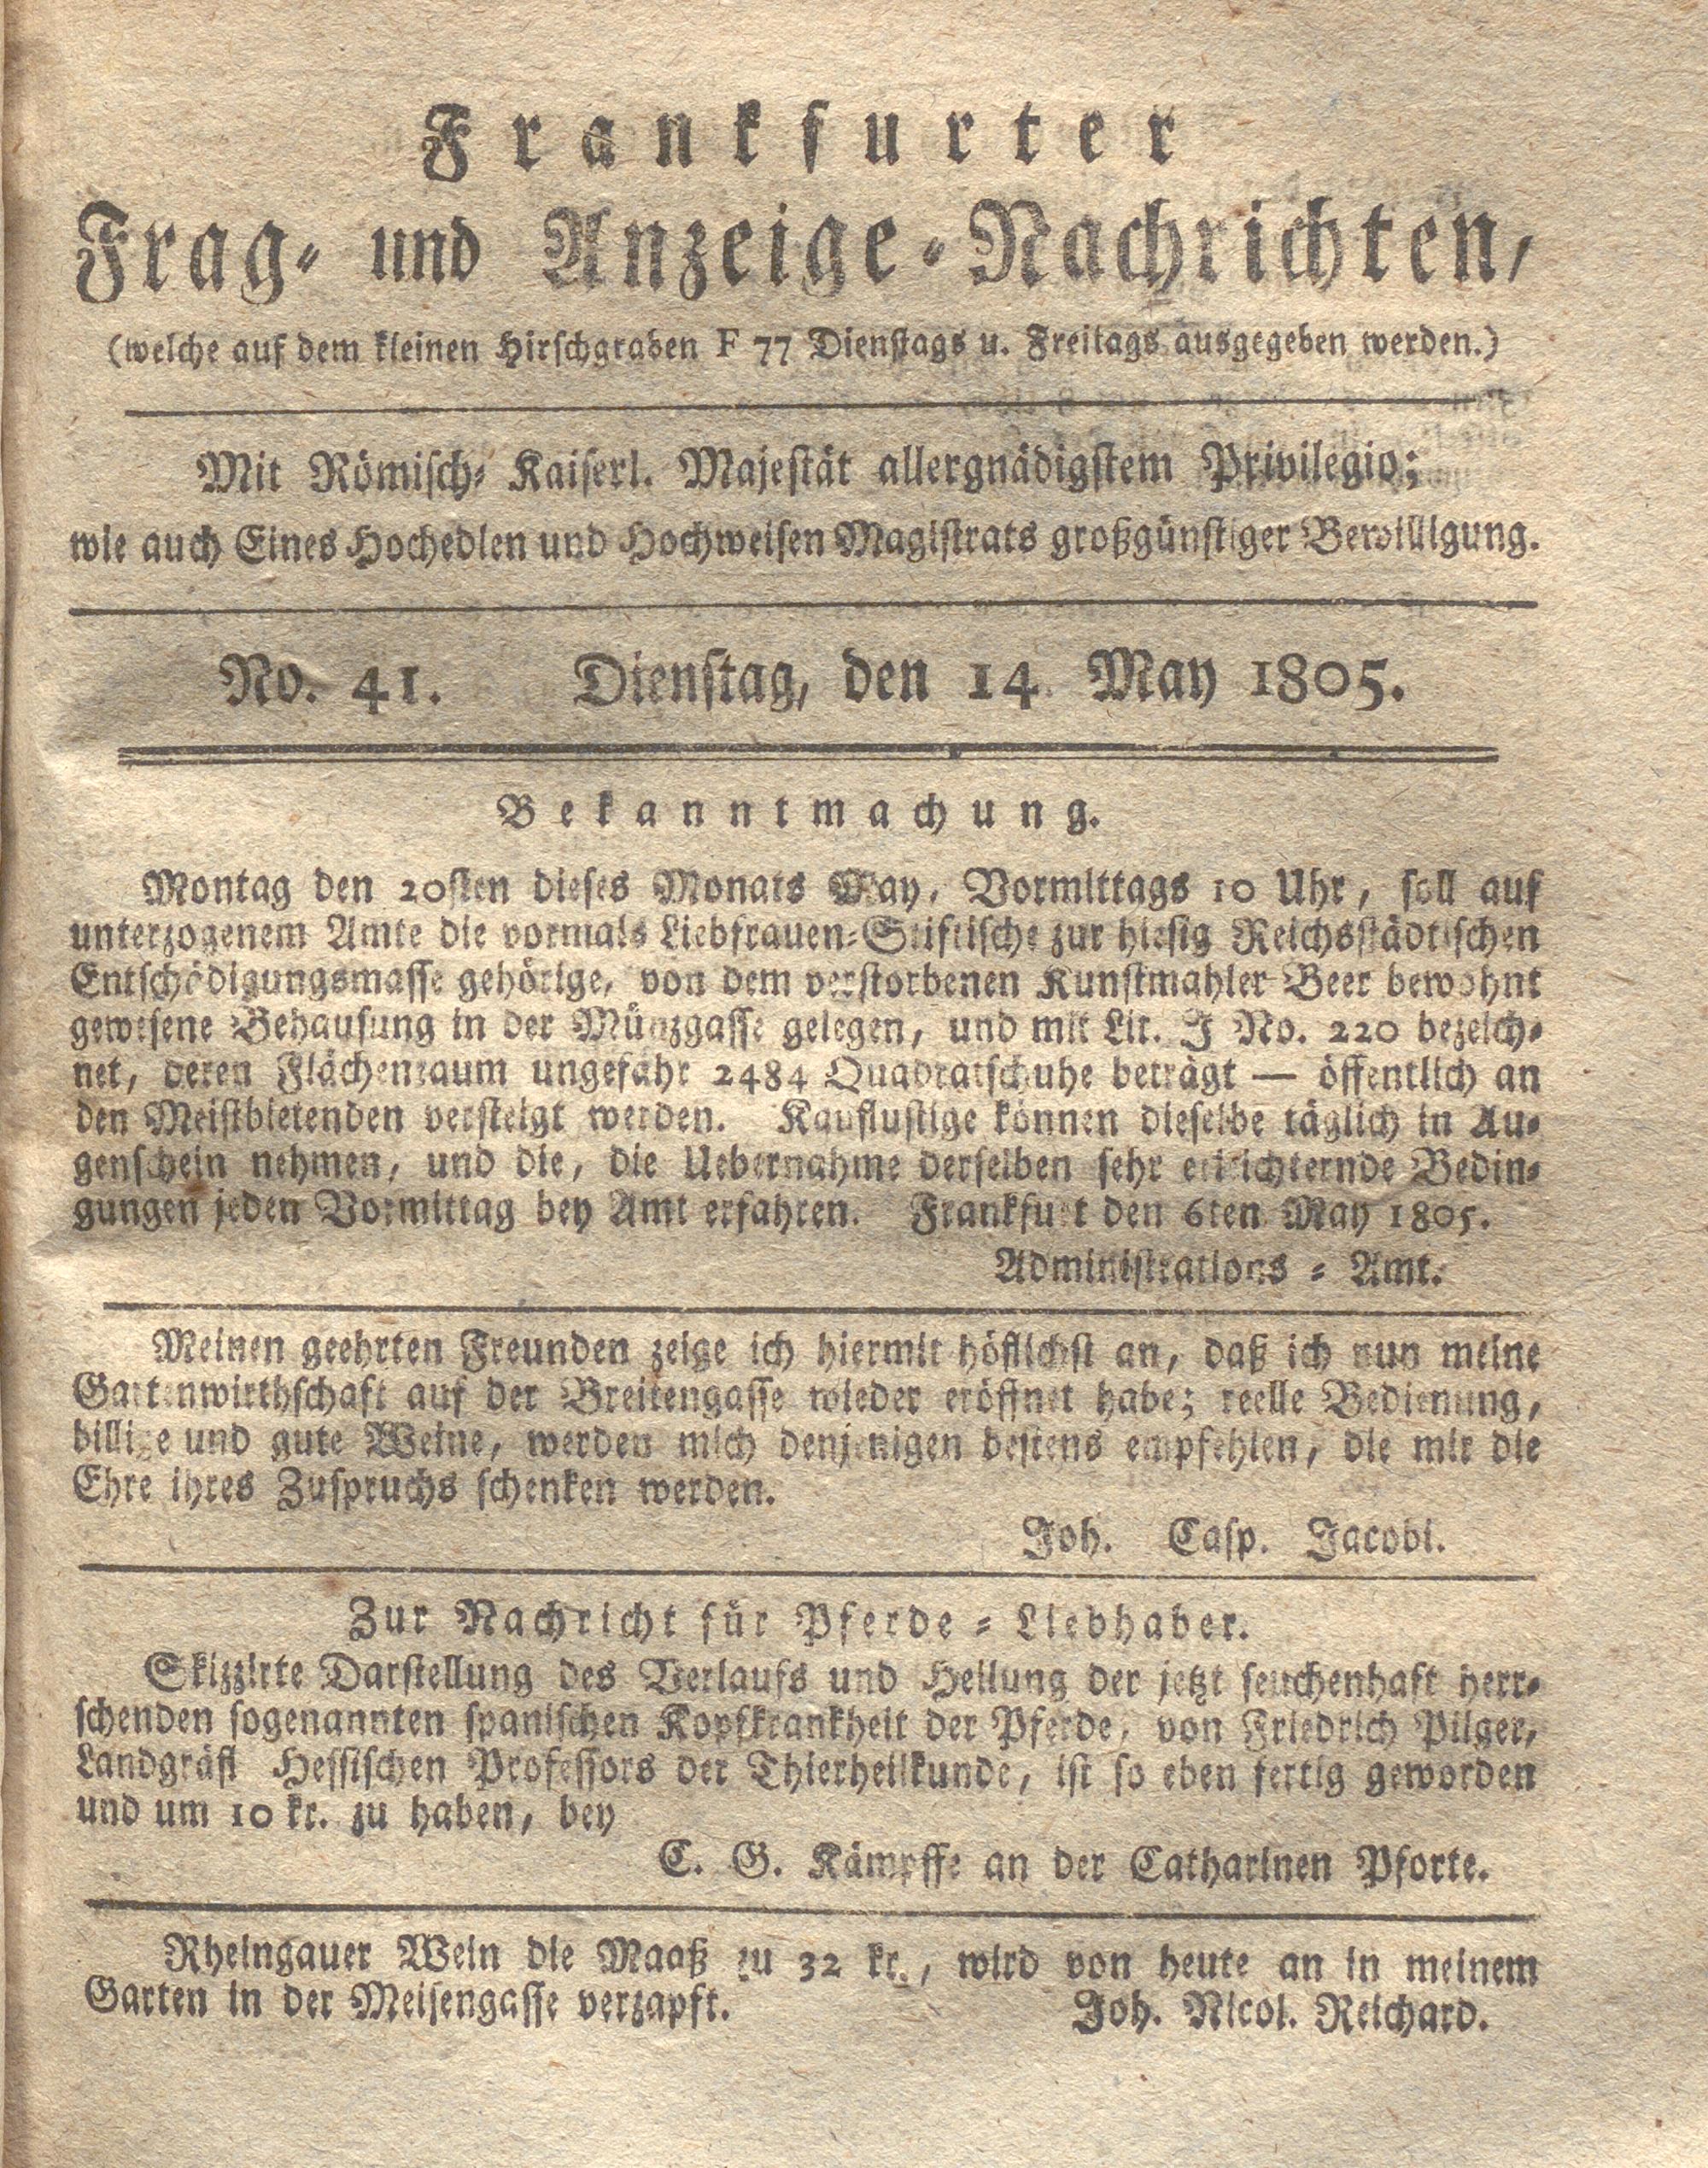 Frankfurter
Frag- und Anzeige-Nachrichten,
(welche auf dem kleinen Hirschgraben F 77 Dienstags u. Freitags ausgegeben werden.)
Mit Römisch- Kaiserl. Majestät allergnädigstem Privilegio;
wie auch Eines Hochedlen und Hochweisen Magistrats großgünstiger Bewilligung.
No. 41. Dienstag, den 14 May 1805.
Bekanntmachung.
Montag den 20sten dieses Monats May, Vormittags 10 Uhr, soll auf
unterzogenem Amte die vormals Liebfrauen-Stiftische zur hiesig Reichsstädtischen
Entschädigungsmasse gehörige, von dem verstorbenen Kunstmahler Beer bewohnt
gewesene Behausung in der Münzgasse gelegen, und mit Lit. J No. 220 bezeich-
net, deren Flächenraum ungefähr 2484 Quadratschuhe beträgt — öffentlich an
den Meistbietenden versteigt werden. Kauflustige können dieselbe täglich in Au-
genschein nehmen, und die, die Uebernahme derselben sehr erleichternde Bedin-
gungen jeden Vormittag bey Amt erfahren. Frankfurt den 6ten May 1805.
Administrations-Amt.
Meinen geehrten Freunden zeige ich hiermit höflichst an, daß ich nun meine
Gartenwirthschaft auf der Breitengasse wieder eröffnet habe; reelle Bedienung,
billige und gute Weine, werden mich denjenigen bestens empfehlen, die mir die
Ehre ihres Zuspruchs schenken werden.
Joh. Casp. Jacobi.
Zur Nachricht für Pferde-Liebhaber.
Skizzirte Darstellung des Verlaufs und Heilung der jetzt seuchenhaft herr-
schenden sogenannten spanischen Kopfkrankheit der Pferde, von Friedrich Pilger,
Landgräfl Hessischen Professors der Thierheilkunde, ist so eben fertig geworden
und um 10 kr. zu haben, bey
C. G. Kämpffe an der Catharinen Pforte.
Rheingauer Wein die Maaß zu 32 kr., wird von heute an in meinem
Garten in der Meisengasse verzapft. Joh. Nicol. Reichard.